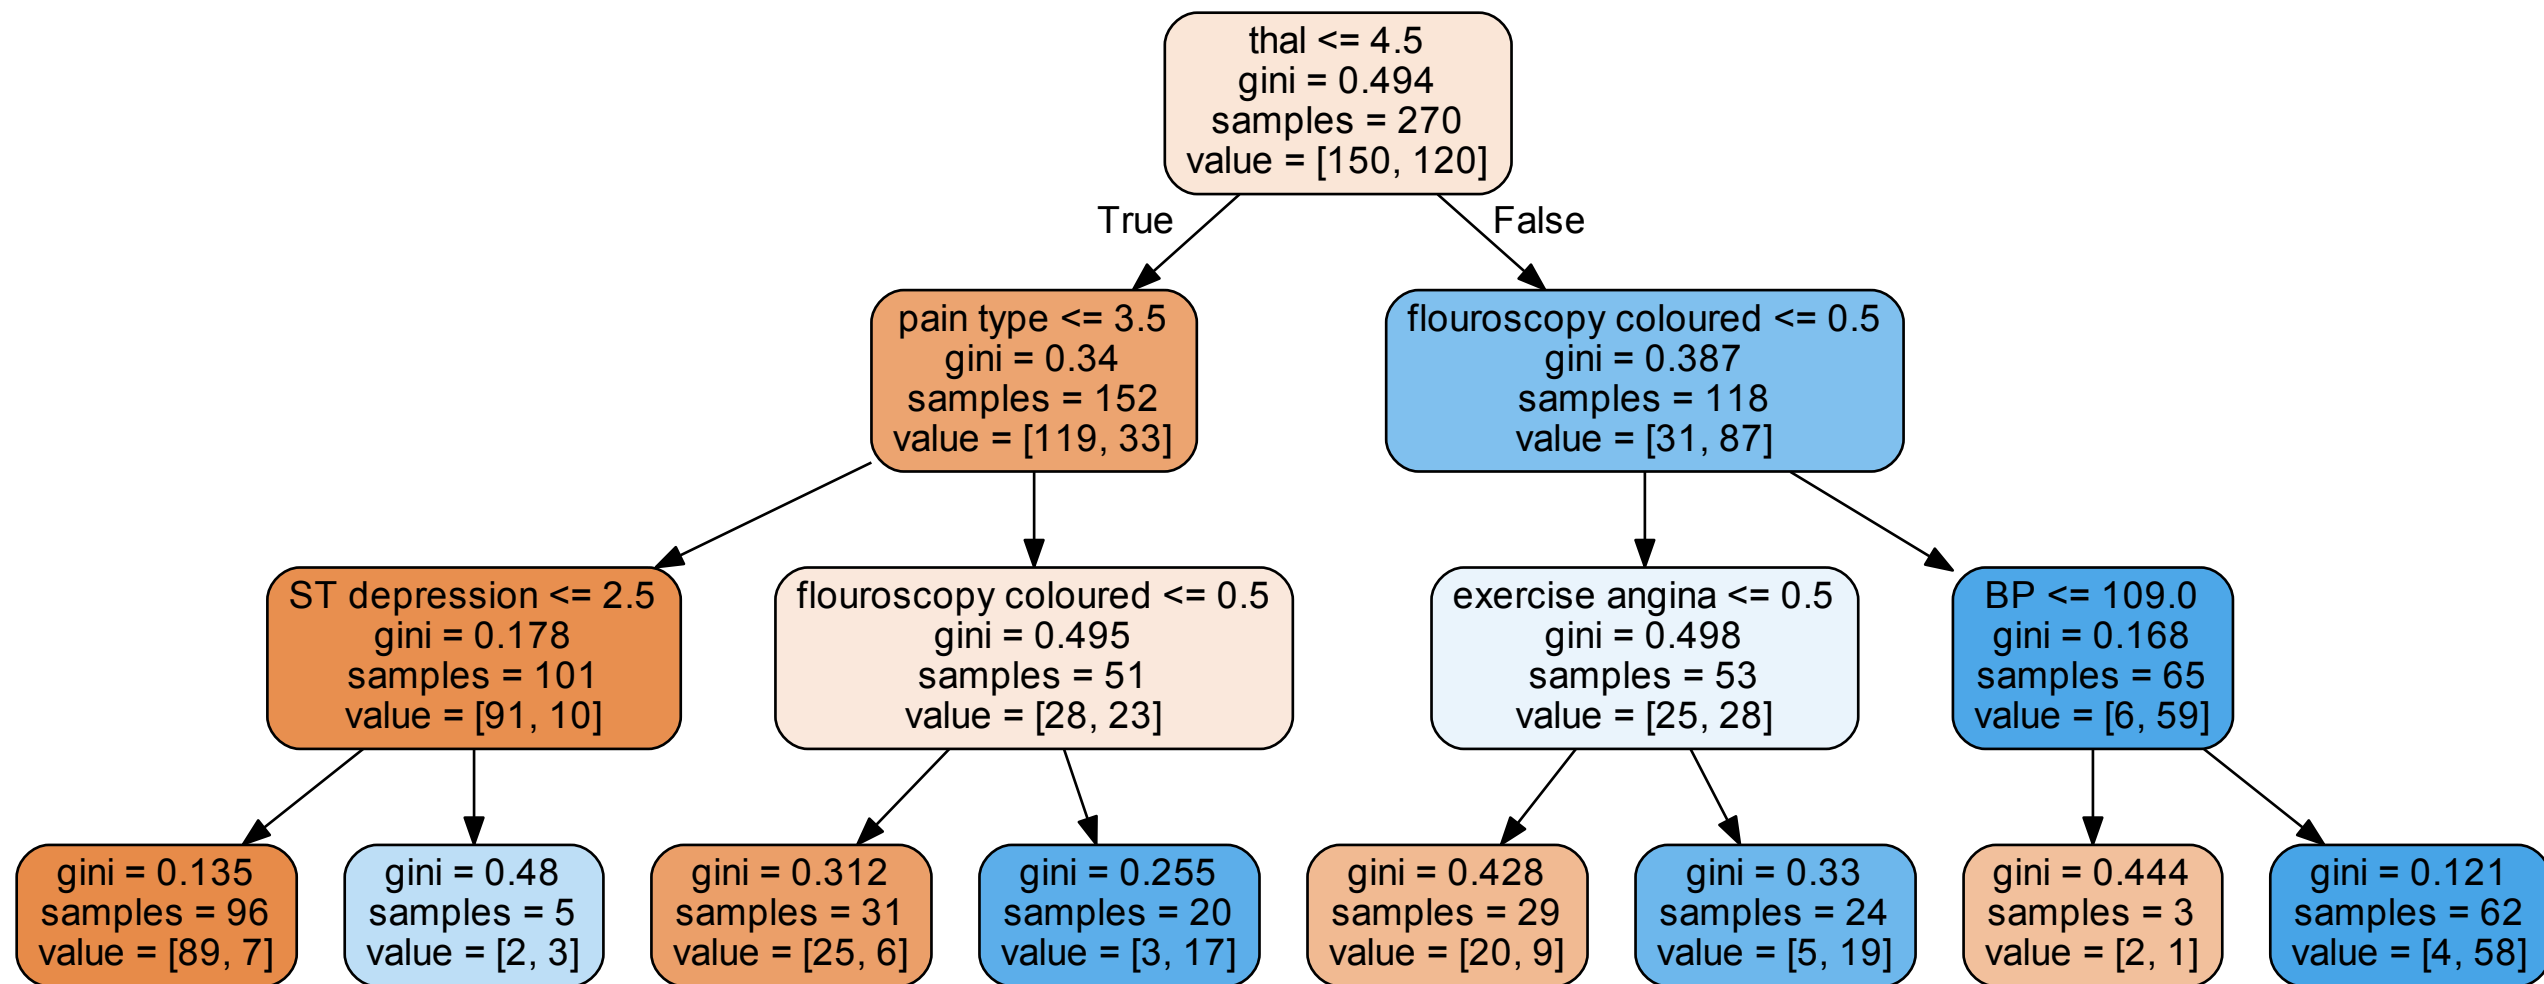 thal <= 4.5
gini = 0.494
samples = 270
value = [150, 120]
True
False
pain type <= 3.5
gini = 0.34
samples = 152
value = [119, 33]
flouroscopy coloured <= 0.5
gini = 0.387
samples = 118
value = [31, 87]
ST depression <= 2.5
gini = 0.178
samples = 101
value = [91, 10]
flouroscopy coloured <= 0.5
gini = 0.495
samples = 51
value = [28, 23]
exercise angina <= 0.5
gini = 0.498
samples = 53
value = [25, 28]
BP <= 109.0
gini = 0.168
samples = 65
value = [6, 59]
gini = 0.135
samples = 96
value = [89, 7]
gini = 0.48
samples = 5
value = [2, 3]
gini = 0.312
samples = 31
value = [25, 6]
gini = 0.255
samples = 20
value = [3, 17]
gini = 0.428
samples = 29
value = [20, 9]
gini = 0.33
samples = 24
value = [5, 19]
gini = 0.444
samples = 3
value = [2, 1]
gini = 0.121
samples = 62
value = [4, 58]